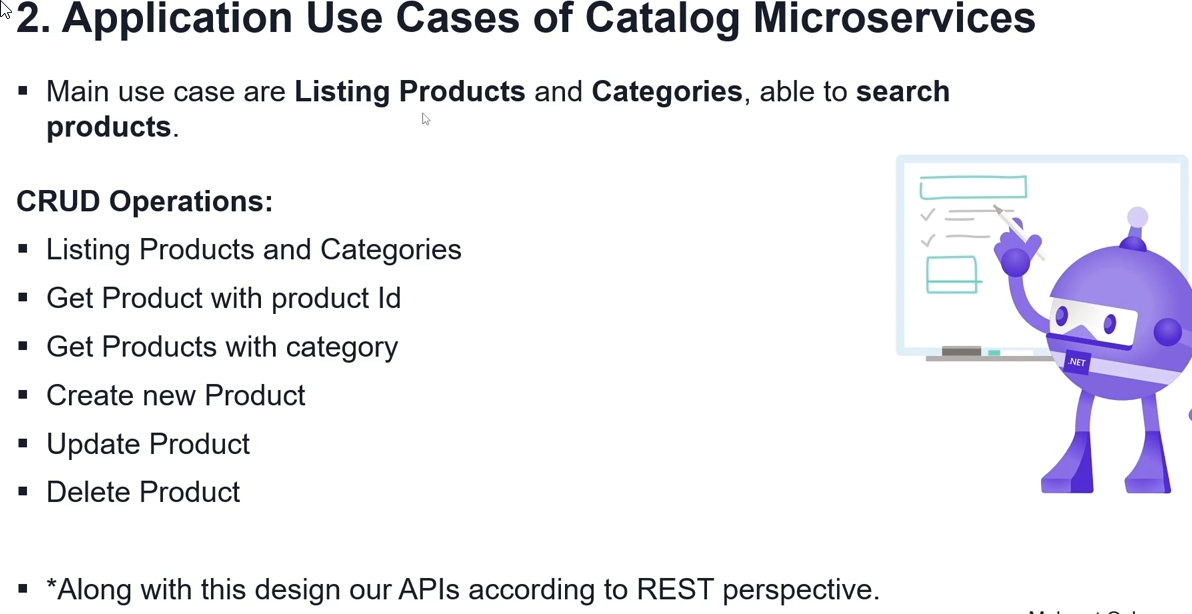 2. Application Use Cases of Catalog Microservices
▪ Main use case are Listing Products and Categories, able to search
products.
CRUD Operations:
▪ Listing Products and Categories
▪ Get Product with product Id
▪ Get Products with category
▪ Create new Product
▪ Update Product
▪ Delete Product
.NET
▪ *Along with this design our APIs according to REST perspective.